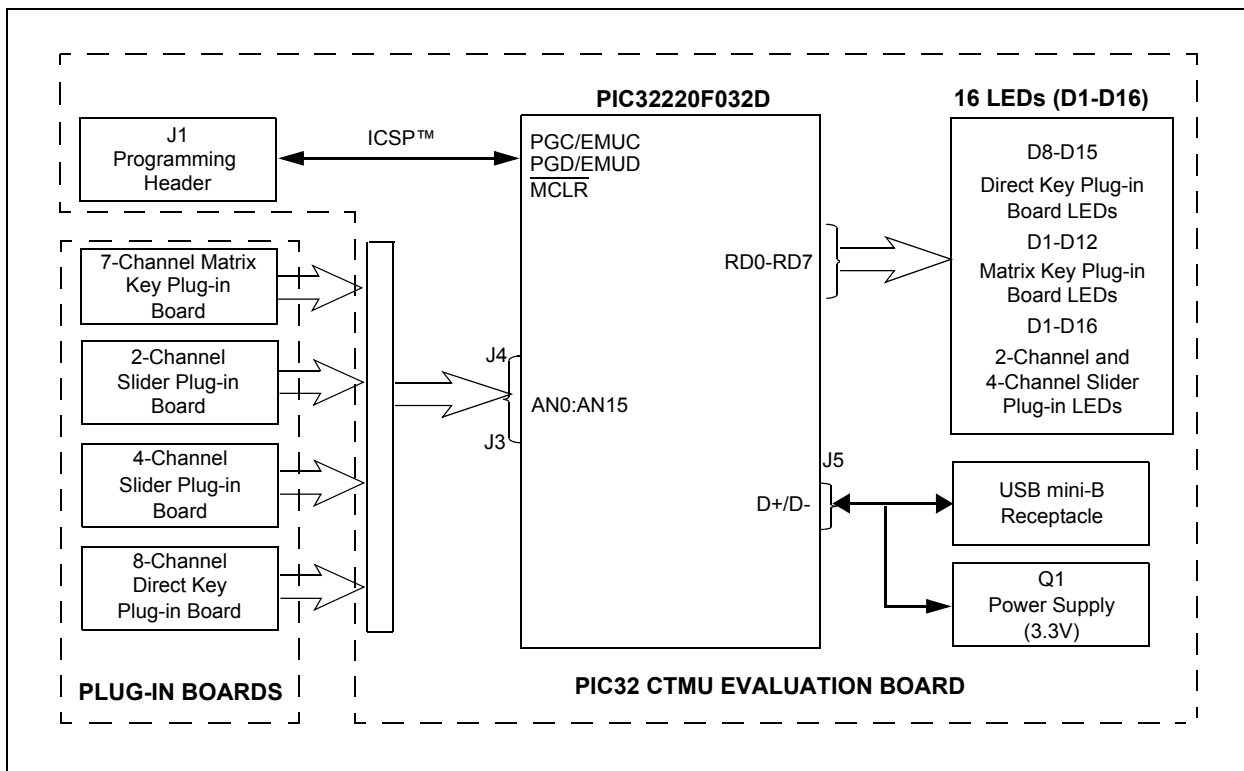 PIC32220F032D
16 LEDs (D1-D16)
J1
Programming
Header
ICSP™
PGC/EMUC
PGD/EMUD
MCLR
RD0-RD7
D8-D15
Direct Key Plug-in
Board LEDs
D1-D12
Matrix Key Plug-in
Board LEDs
D1-D16
2-Channel and
4-Channel Slider
Plug-in LEDs
7-Channel Matrix
Key Plug-in
Board
2-Channel
Slider Plug-in
Board
4-Channel
Slider Plug-in
Board
8-Channel
Direct Key
Plug-in Board
J4
AN0:AN15
J3
J5
D+/D-
USB mini-B
Receptacle
Q1
Power Supply
(3.3V)
PLUG-IN BOARDS
PIC32 CTMU EVALUATION BOARD